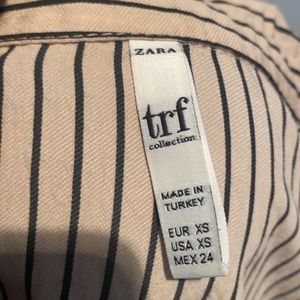 ZARA
trf
collection
MADE IN
TURKEY
EUR XS
USA XS
MEX 24